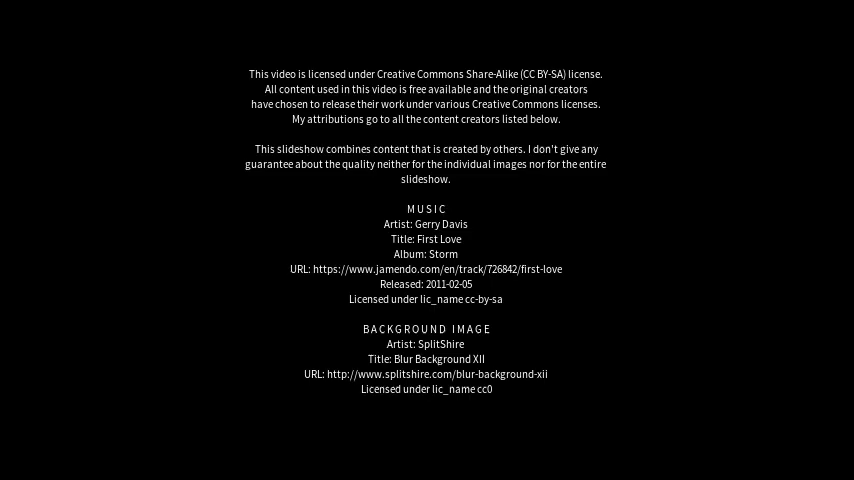 This video is licensed under Creative Commons Share-Alike (CC BY-SA) license.
All content used in this video is free available and the original creators
have chosen to release their work under various Creative Commons licenses.
My attributions go to all the content creators listed below.
This slideshow combines content that is created by others. I don't give any
guarantee about the quality neither for the individual images nor for the entire
slideshow.
MUSIC
Artist: Gerry Davis
Title: First Love
Album: Storm
URL: https://www.jamendo.com/en/track/726842/first-love
Released: 2011-02-05
Licensed under lic_name cc-by-sa
BACKGROUND IMAGE
Artist: SplitShire
Title: Blur Background XII
URL: http://www.splitshire.com/blur-background-xii
Licensed under lic_name cc0